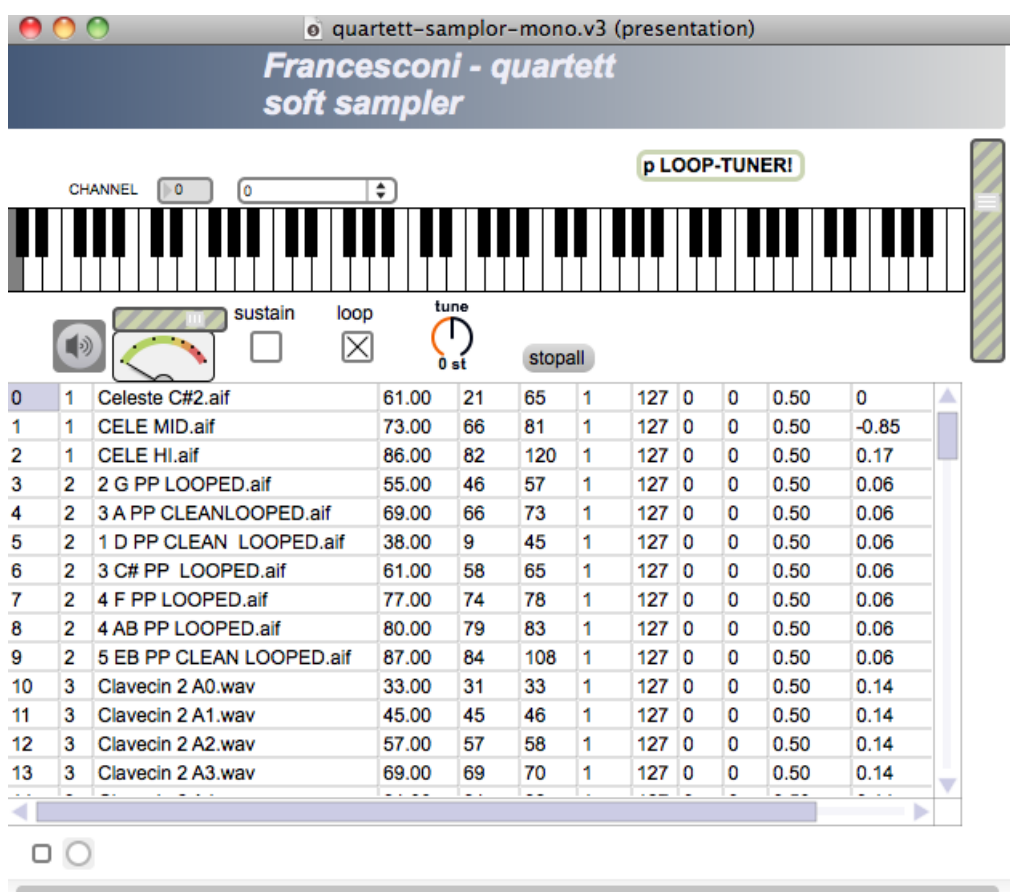 quartett-samplor-mono.v3 (presentation)
Francesconi - quartett
soft sampler
p LOOP-TUNER!
CHANNEL 0 0
sustain loop tune
0 st stopall
0 1 Celeste C#2.aif 61.00 21 65 1 127 0 0 0.50 0
1 1 CELE MID.aif 73.00 66 81 1 127 0 0 0.50 -0.85
2 1 CELE HI.aif 86.00 82 120 1 127 0 0 0.50 0.17
3 2 2 G PP LOOPED.aif 55.00 46 57 1 127 0 0 0.50 0.06
4 2 3 A PP CLEANLOOPED.aif 69.00 66 73 1 127 0 0 0.50 0.06
5 2 1 D PP CLEAN  LOOPED.aif 38.00 9 45 1 127 0 0 0.50 0.06
6 2 3 C# PP  LOOPED.aif 61.00 58 65 1 127 0 0 0.50 0.06
7 2 4 F PP LOOPED.aif 77.00 74 78 1 127 0 0 0.50 0.06
8 2 4 AB PP LOOPED.aif 80.00 79 83 1 127 0 0 0.50 0.06
9 2 5 EB PP CLEAN LOOPED.aif 87.00 84 108 1 127 0 0 0.50 0.06
10 3 Clavecin 2 A0.wav 33.00 31 33 1 127 0 0 0.50 0.14
11 3 Clavecin 2 A1.wav 45.00 45 46 1 127 0 0 0.50 0.14
12 3 Clavecin 2 A2.wav 57.00 57 58 1 127 0 0 0.50 0.14
13 3 Clavecin 2 A3.wav 69.00 69 70 1 127 0 0 0.50 0.14